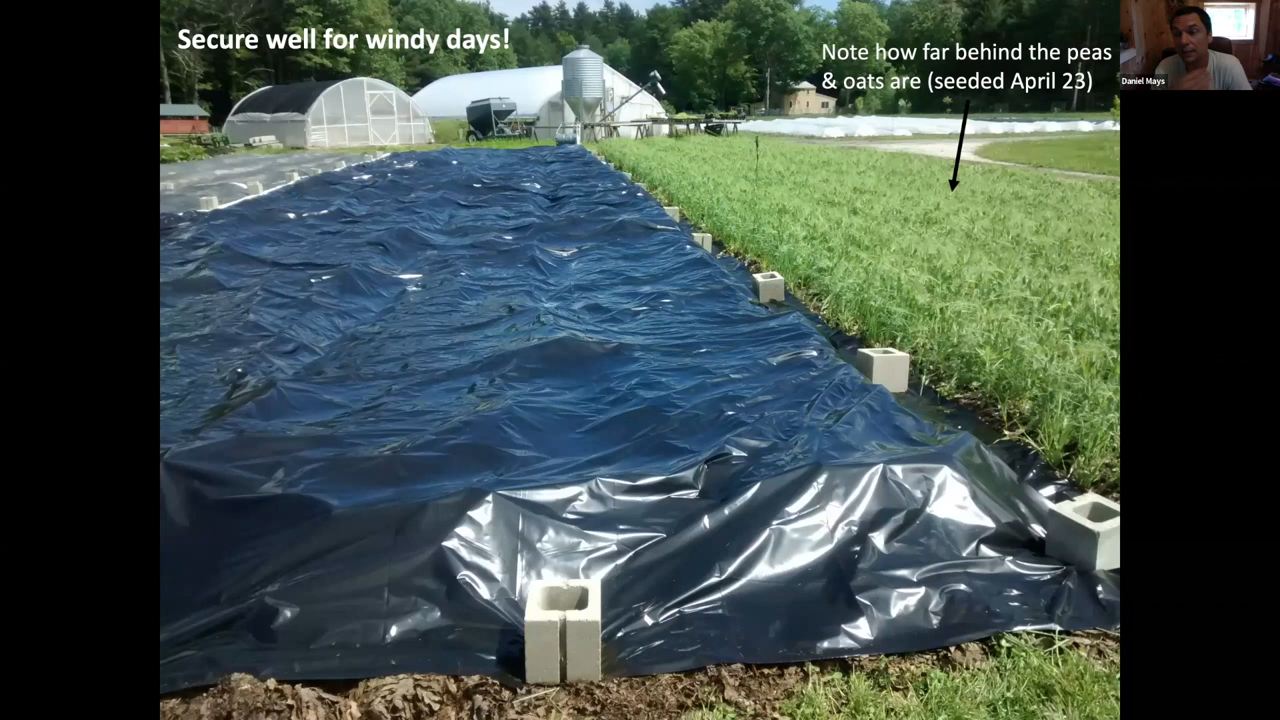 Secure well for windy days!
Note how far behind the peas
& oats are (seeded April 23)
Daniel Mays